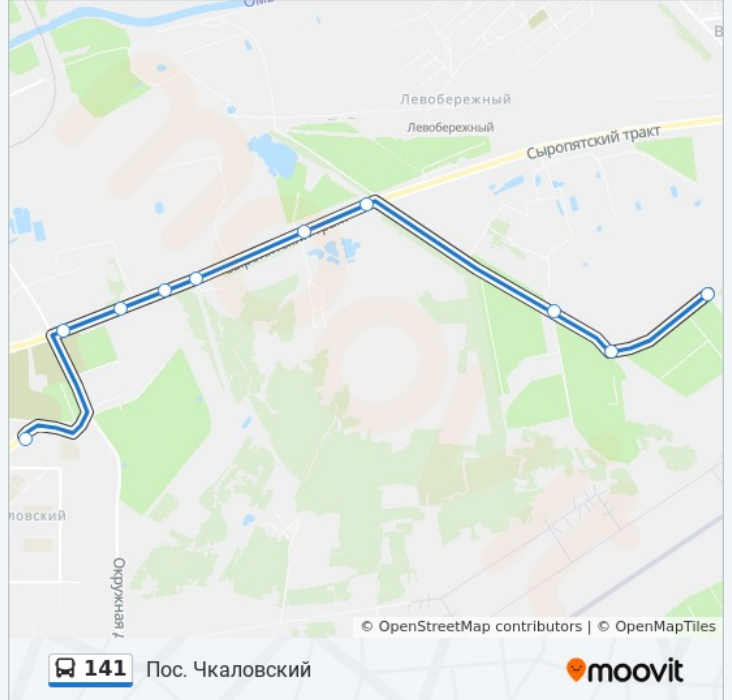 Левобережный
Левобережный
Сыропятский тракт
ловский
Окружная д
© OpenStreetMap contributors | © OpenMapTiles
141 Пос. Чкаловский
moovit